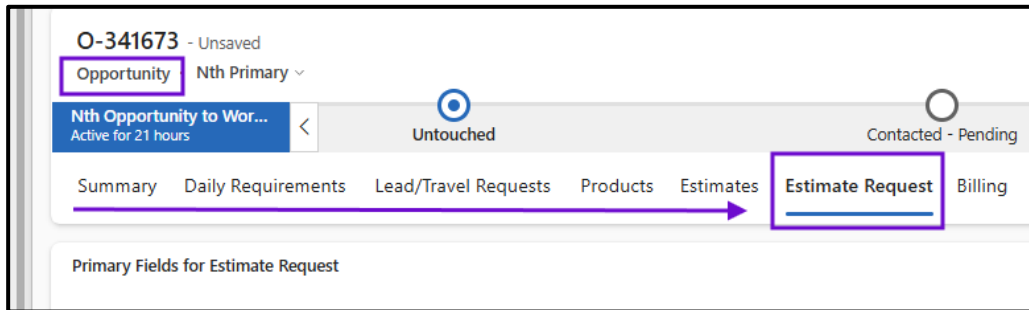 O-341673 - Unsaved
Opportunity · Nth Primary
Nth Opportunity to Wor...
Active for 21 hours
Untouched
Contacted - Pending
Summary Daily Requirements Lead/Travel Requests Products Estimates Estimate Request Billing
Primary Fields for Estimate Request